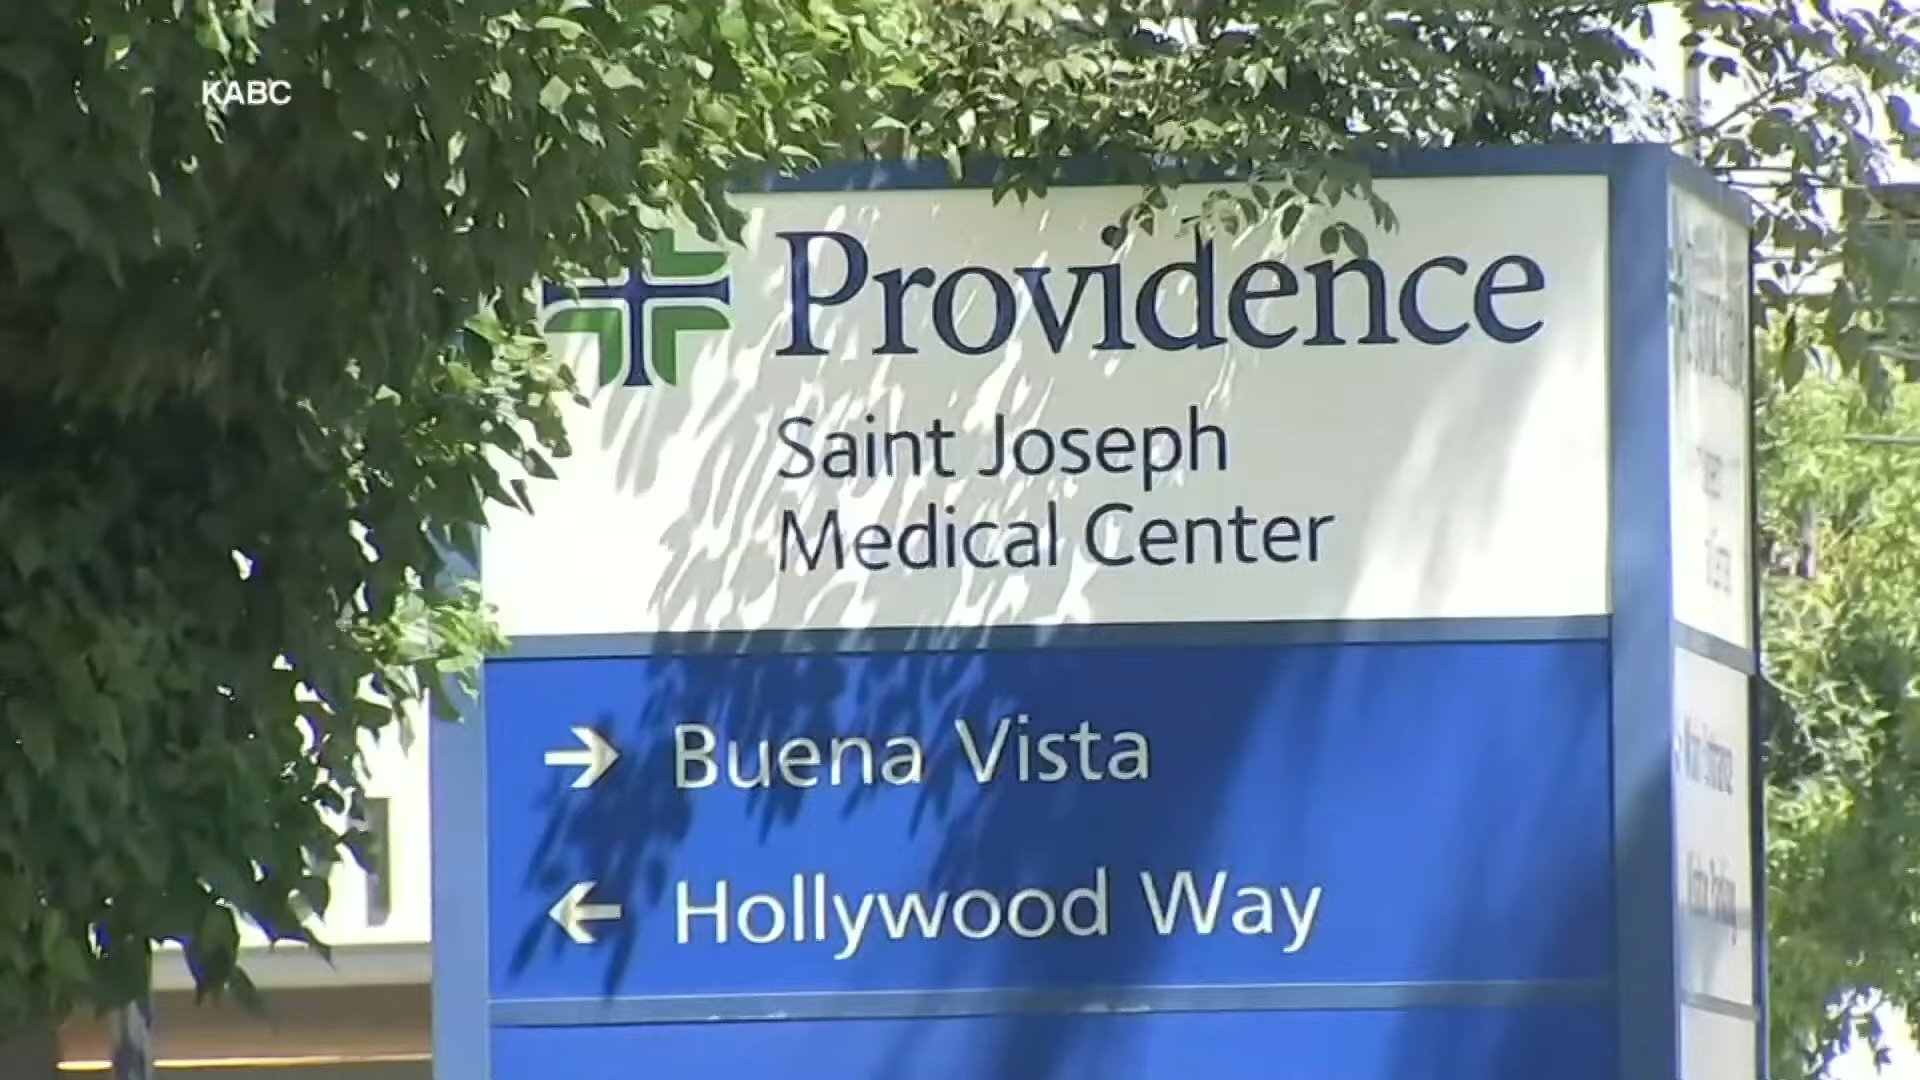 KABC
Providence
Saint Joseph
Medical Center
→ Buena Vista
← Hollywood Way